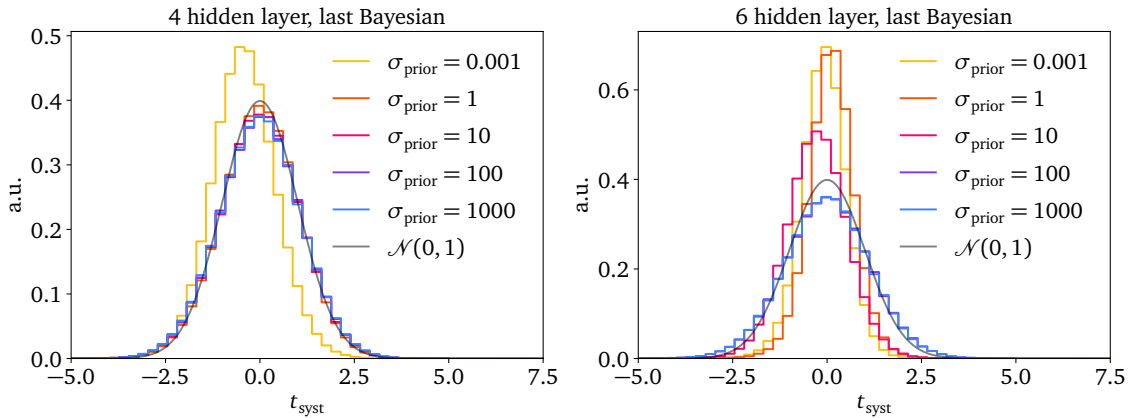 4 hidden layer, last Bayesian
a.u.
0.5
0.4
0.3
0.2
0.1
0.0
σprior = 0.001
σprior = 1
σprior = 10
σprior = 100
σprior = 1000
𝒩(0, 1)
−5.0 −2.5 0.0 2.5 5.0 7.5
tsyst
6 hidden layer, last Bayesian
a.u.
0.6
0.4
0.2
0.0
σprior = 0.001
σprior = 1
σprior = 10
σprior = 100
σprior = 1000
𝒩(0, 1)
−5.0 −2.5 0.0 2.5 5.0 7.5
tsyst